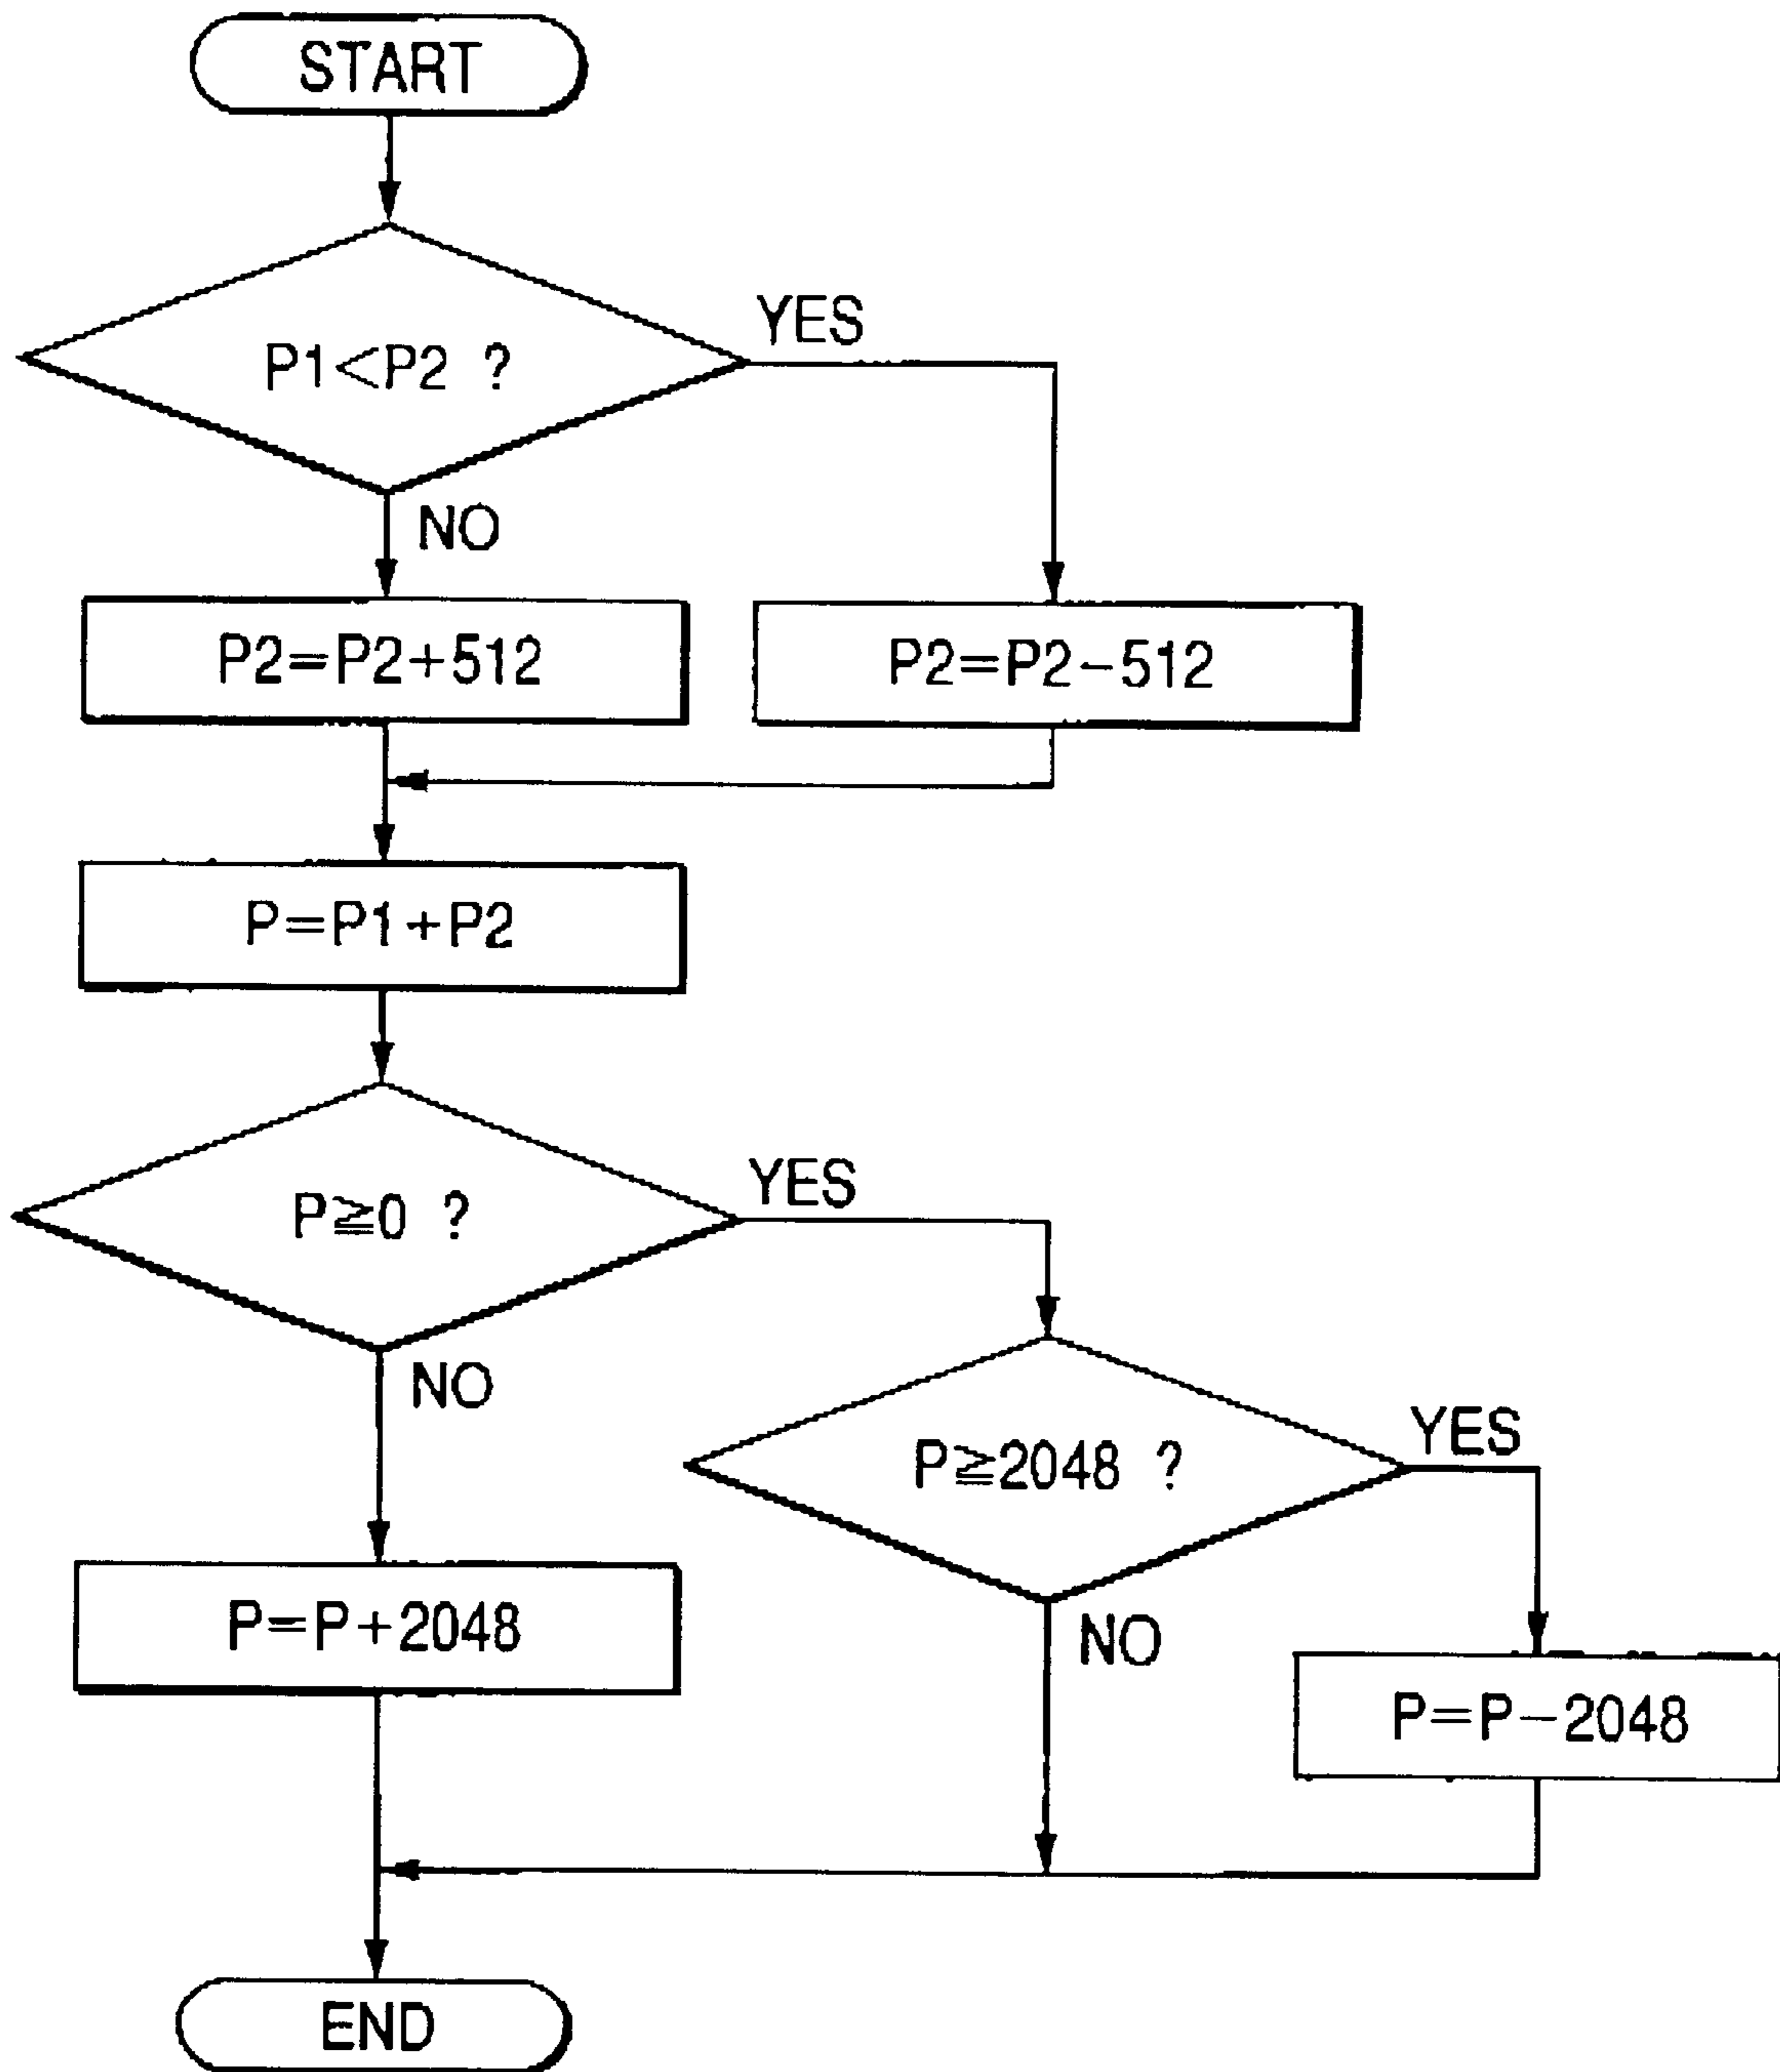 START
P1<P2 ?
YES
NO
P2=P2+512
P2=P2-512
P=P1+P2
P≧0 ?
YES
NO
P≧2048 ?
YES
NO
P=P+2048
P=P-2048
END